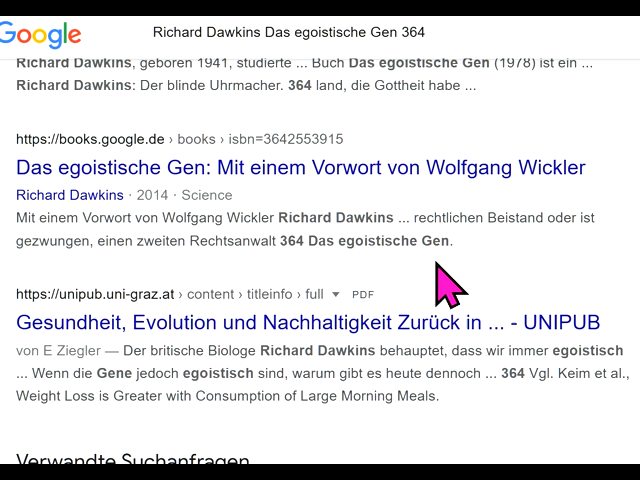 Google
Richard Dawkins Das egoistische Gen 364
Richard Dawkins, geboren 1941, studierte ... Buch Das egoistische Gen (1978) ist ein ...
Richard Dawkins: Der blinde Uhrmacher. 364 land, die Gottheit habe ...
https://books.google.de › books › isbn=3642553915
Das egoistische Gen: Mit einem Vorwort von Wolfgang Wickler
Richard Dawkins · 2014 · Science
Mit einem Vorwort von Wolfgang Wickler Richard Dawkins ... rechtlichen Beistand oder ist
gezwungen, einen zweiten Rechtsanwalt 364 Das egoistische Gen.
https://unipub.uni-graz.at › content › titleinfo › full PDF
Gesundheit, Evolution und Nachhaltigkeit Zurück in ... - UNIPUB
von E Ziegler — Der britische Biologe Richard Dawkins behauptet, dass wir immer egoistisch
... Wenn die Gene jedoch egoistisch sind, warum gibt es heute dennoch ... 364 Vgl. Keim et al.,
Weight Loss is Greater with Consumption of Large Morning Meals.
Verwandte Suchanfragen